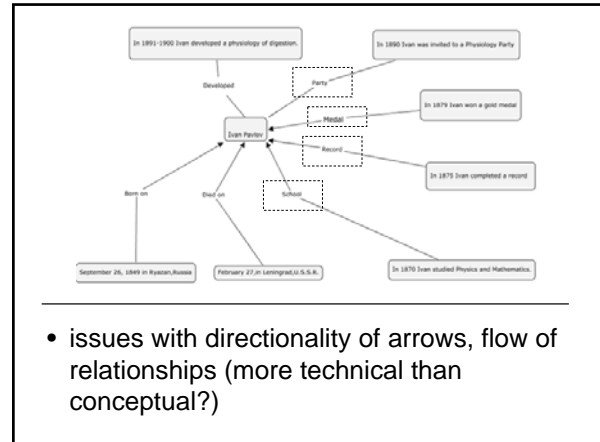 In 1891-1900 Ivan developed a physiology of digestion.
In 1890 Ivan was invited to a Physiology Party
Developed
Party
In 1879 Ivan won a gold medal
Medal
Ivan Pavlov
Record
In 1875 Ivan completed a record
Born on
Died on
School
September 26, 1849 in Ryazan,Russia
February 27,in Leningrad,U.S.S.R.
In 1870 Ivan studied Physics and Mathematics.
• issues with directionality of arrows, flow of
relationships (more technical than
conceptual?)